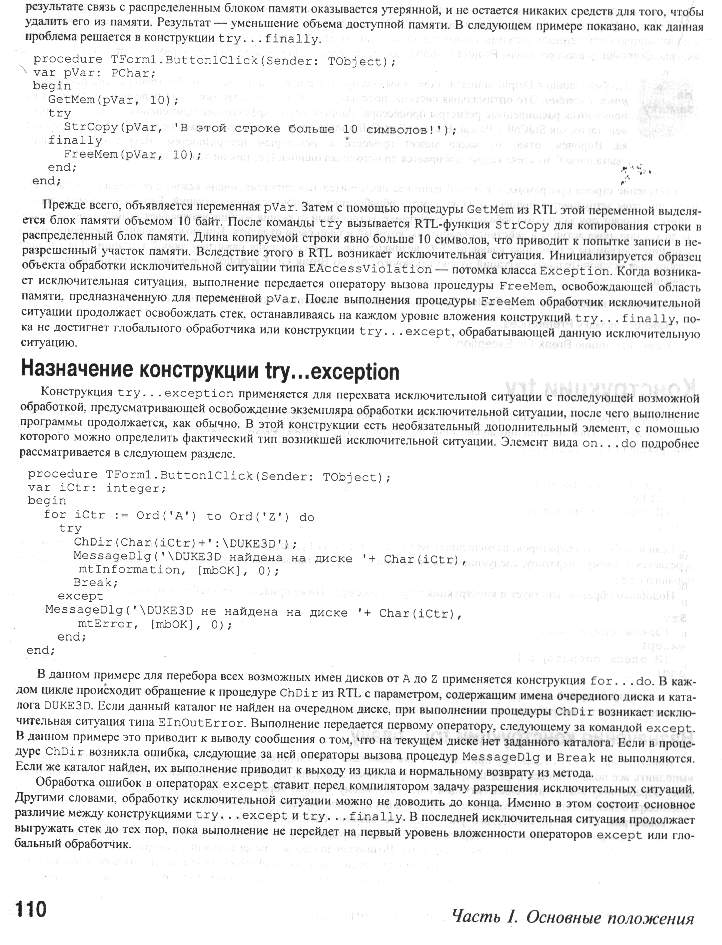 результате связь с распределенным блоком памяти оказывается утерянной, и не остается никаких средств для того, чтобы
удалить его из памяти. Результат — уменьшение объема доступной памяти. В следующем примере показано, как данная
проблема решается в конструкции try...finally.
procedure TForm1.Button1Click(Sender: TObject);
var pVar: PChar;
begin
GetMem(pVar, 10);
try
StrCopy(pVar, 'В этой строке больше 10 символов!');
finally
FreeMem(pVar, 10);
end;
end;
Прежде всего, объявляется переменная pVar. Затем с помощью процедуры GetMem из RTL этой переменной выделя-
ется блок памяти объемом 10 байт. После команды try вызывается RTL-функция StrCopy для копирования строки в
распределенный блок памяти. Длина копируемой строки явно больше 10 символов, что приводит к попытке записи в не-
разрешенный участок памяти. Вследствие этого в RTL возникает исключительная ситуация. Инициализируется образец
объекта обработки исключительной ситуации типа EAccessViolation — потомка класса Exception. Когда возника-
ет исключительная ситуация, выполнение передается оператору вызова процедуры FreeMem, освобождающей область
памяти, предназначенную для переменной pVar. После выполнения процедуры FreeMem обработчик исключительной
ситуации продолжает освобождать стек, останавливаясь на каждом уровне вложения конструкций try...finally, по-
ка не достигнет глобального обработчика или конструкции try...except, обрабатывающей данную исключительную
ситуацию.
Назначение конструкции try...exception
Конструкция try...exception применяется для перехвата исключительной ситуации с последующей возможной
обработкой, предусматривающей освобождение экземпляра обработки исключительной ситуации, после чего выполнение
программы продолжается, как обычно. В этой конструкции есть необязательный дополнительный элемент, с помощью
которого можно определить фактический тип возникшей исключительной ситуации. Элемент вида on...do подробнее
рассматривается в следующем разделе.
procedure TForm1.Button1Click(Sender: TObject);
var iCtr: integer;
begin
for iCtr := Ord('A') to Ord('Z') do
try
ChDir(Char(iCtr)+':\DUKE3D');
MessageDlg('\DUKE3D найдена на диске '+ Char(iCtr),
mtInformation, [mbOK], 0);
Break;
except
MessageDlg('\DUKE3D не найдена на диске '+ Char(iCtr),
mtError, [mbOK], 0);
end;
end;
В данном примере для перебора всех возможных имен дисков от A до Z применяется конструкция for...do. В каж-
дом цикле происходит обращение к процедуре ChDir из RTL с параметром, содержащим имена очередного диска и ката-
лога DUKE3D. Если данный каталог не найден на очередном диске, при выполнении процедуры ChDir возникает исклю-
чительная ситуация типа EInOutError. Выполнение передается первому оператору, следующему за командой except.
В данном примере это приводит к выводу сообщения о том, что на текущем диске нет заданного каталога. Если в проце-
дуре ChDir возникла ошибка, следующие за ней операторы вызова процедур MessageDlg и Break не выполняются.
Если же каталог найден, их выполнение приводит к выходу из цикла и нормальному возврату из метода.
Обработка ошибок в операторах except ставит перед компилятором задачу разрешения исключительных ситуаций.
Другими словами, обработку исключительной ситуации можно не доводить до конца. Именно в этом состоит основное
различие между конструкциями try...except и try...finally. В последней исключительная ситуация продолжает
выгружать стек до тех пор, пока выполнение не перейдет на первый уровень вложенности операторов except или гло-
бальный обработчик.
110
Часть I. Основные положения